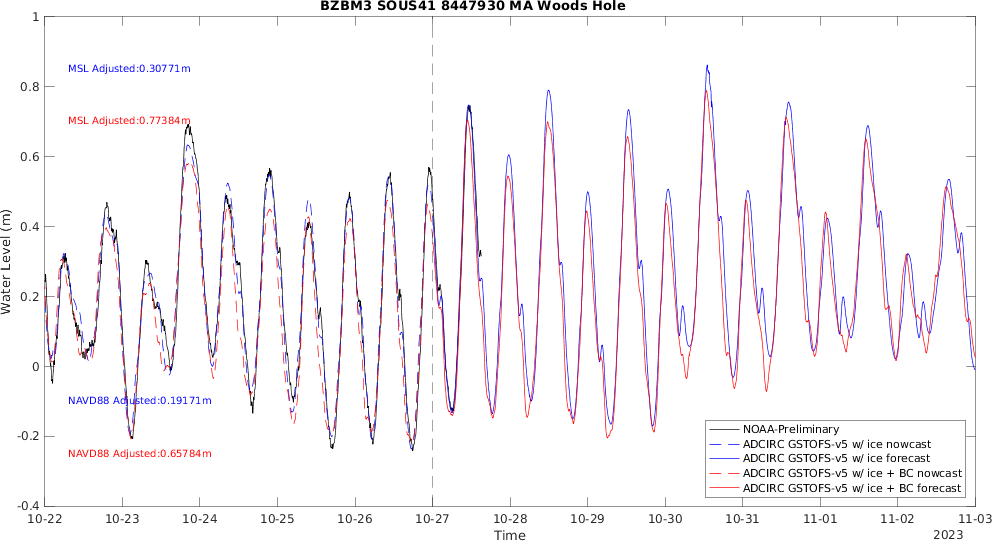 BZBM3 SOUS41 8447930 MA Woods Hole
1
0.8
0.6
0.4
0.2
0
-0.2
-0.4
Water Level (m)
MSL Adjusted:0.30771m
MSL Adjusted:0.77384m
NAVD88 Adjusted:0.19171m
NAVD88 Adjusted:0.65784m
NOAA-Preliminary
ADCIRC GSTOFS-v5 w/ ice nowcast
ADCIRC GSTOFS-v5 w/ ice forecast
ADCIRC GSTOFS-v5 w/ ice + BC nowcast
ADCIRC GSTOFS-v5 w/ ice + BC forecast
10-22 10-23 10-24 10-25 10-26 10-27 10-28 10-29 10-30 10-31 11-01 11-02 11-03
Time
2023